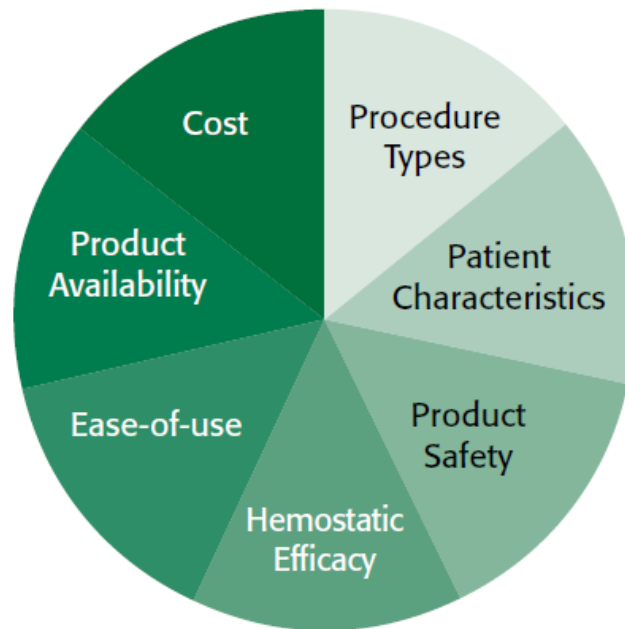 Procedure
Types
Patient
Characteristics
Product
Safety
Hemostatic
Efficacy
Ease-of-use
Product
Availability
Cost